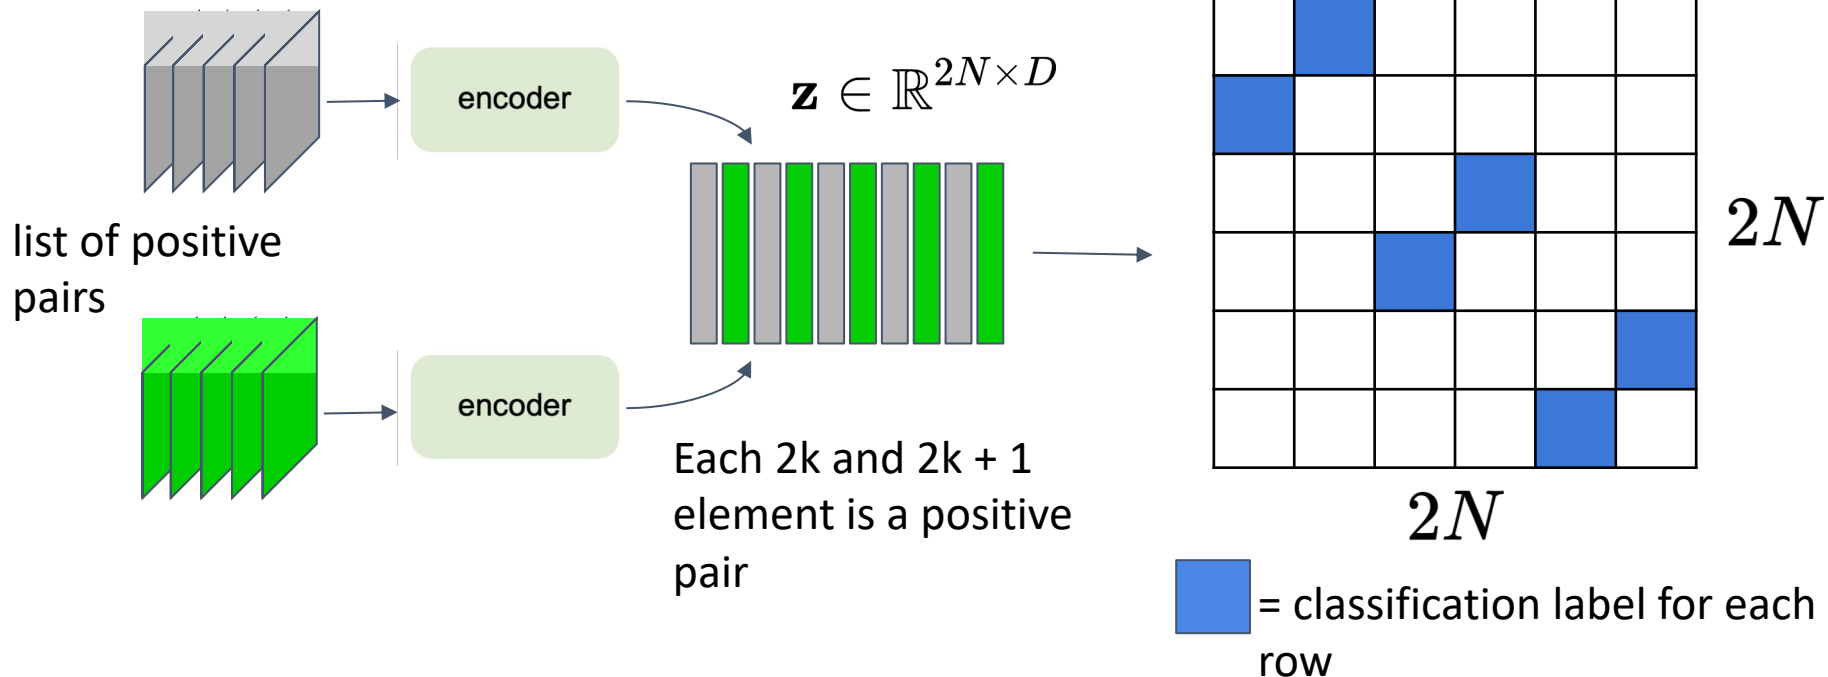 encoder
z ∈ ℝ^{2N×D}
list of positive
pairs
2N
encoder
Each 2k and 2k + 1
element is a positive
pair
2N
= classification label for each
row